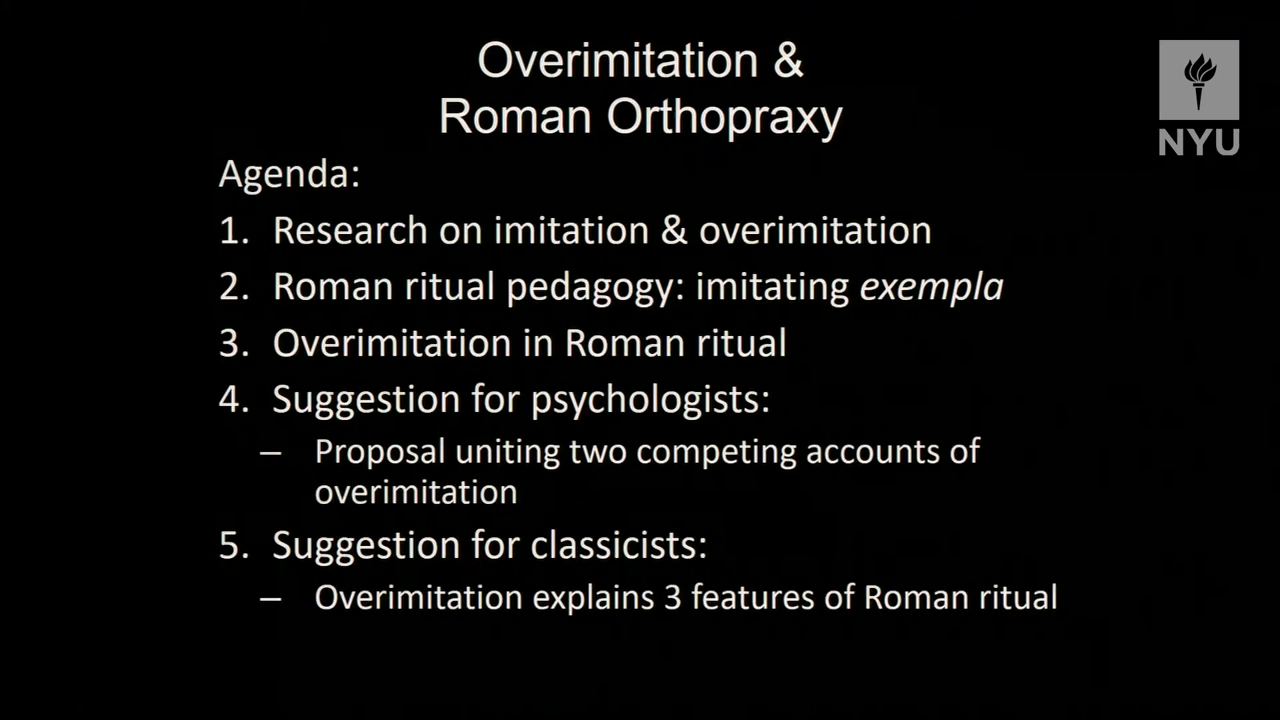 Overimitation &
Roman Orthopraxy
NYU
Agenda:
1. Research on imitation & overimitation
2. Roman ritual pedagogy: imitating exempla
3. Overimitation in Roman ritual
4. Suggestion for psychologists:
– Proposal uniting two competing accounts of
overimitation
5. Suggestion for classicists:
– Overimitation explains 3 features of Roman ritual